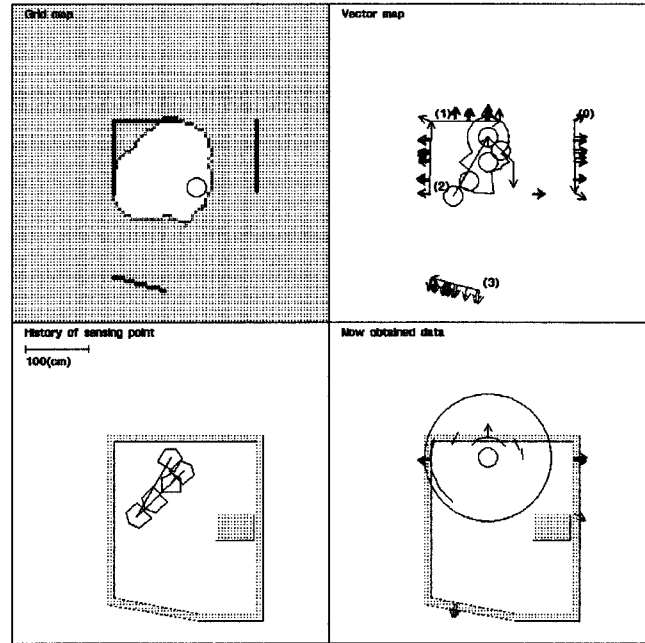 Grid map
Vector map
(1)
(0)
(2)
(3)
History of sensing point
100(cm)
Now obtained data